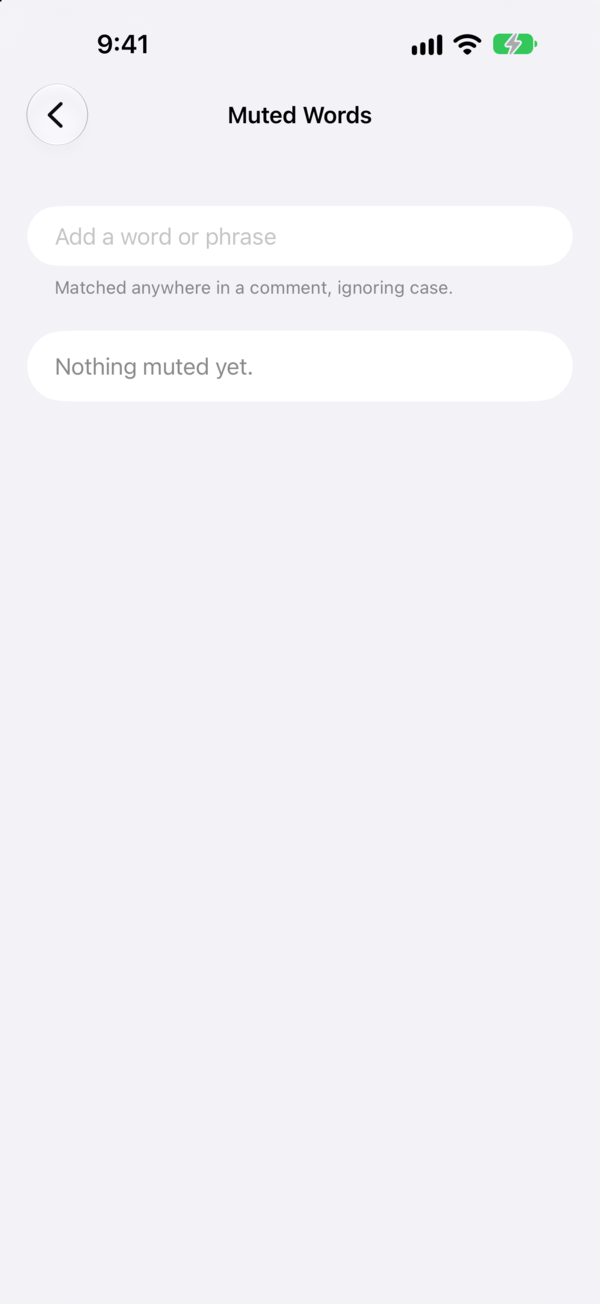 9:41
Muted Words
Add a word or phrase
Matched anywhere in a comment, ignoring case.
Nothing muted yet.